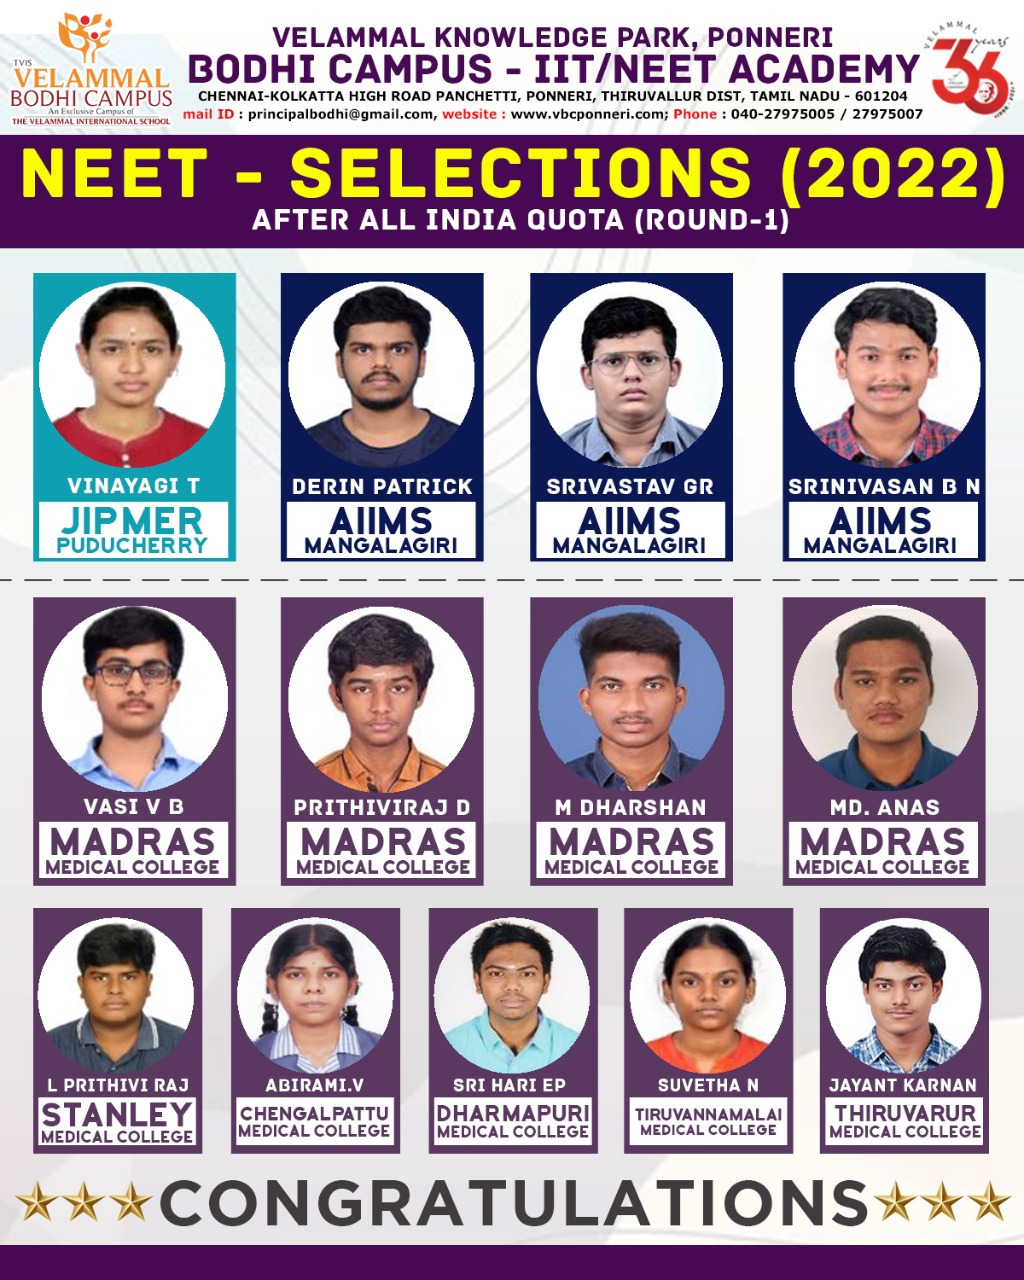 TVIS
VELAMMAL
BODHI CAMPUS
An Exclusive Campus of
THE VELAMMAL INTERNATIONAL SCHOOL
VELAMMAL KNOWLEDGE PARK, PONNERI
BODHI CAMPUS - IIT/NEET ACADEMY
CHENNAI-KOLKATTA HIGH ROAD PANCHETTI, PONNERI, THIRUVALLUR DIST, TAMIL NADU - 601204
mail ID : principalbodhi@gmail.com, website : www.vbcponneri.com; Phone : 040-27975005 / 27975007
VELAMMAL
36 years
NEET - SELECTIONS (2022)
AFTER ALL INDIA QUOTA (ROUND-1)
VINAYAGI T
JIPMER
PUDUCHERRY
DERIN PATRICK
AIIMS
MANGALAGIRI
SRIVASTAV GR
AIIMS
MANGALAGIRI
SRINIVASAN B N
AIIMS
MANGALAGIRI
VASI V B
MADRAS
MEDICAL COLLEGE
PRITHIVIRAJ D
MADRAS
MEDICAL COLLEGE
M DHARSHAN
MADRAS
MEDICAL COLLEGE
MD. ANAS
MADRAS
MEDICAL COLLEGE
L PRITHIVI RAJ
STANLEY
MEDICAL COLLEGE
ABIRAMI.V
CHENGALPATTU
MEDICAL COLLEGE
SRI HARI EP
DHARMAPURI
MEDICAL COLLEGE
SUVETHA N
TIRUVANNAMALAI
MEDICAL COLLEGE
JAYANT KARNAN
THIRUVARUR
MEDICAL COLLEGE
CONGRATULATIONS